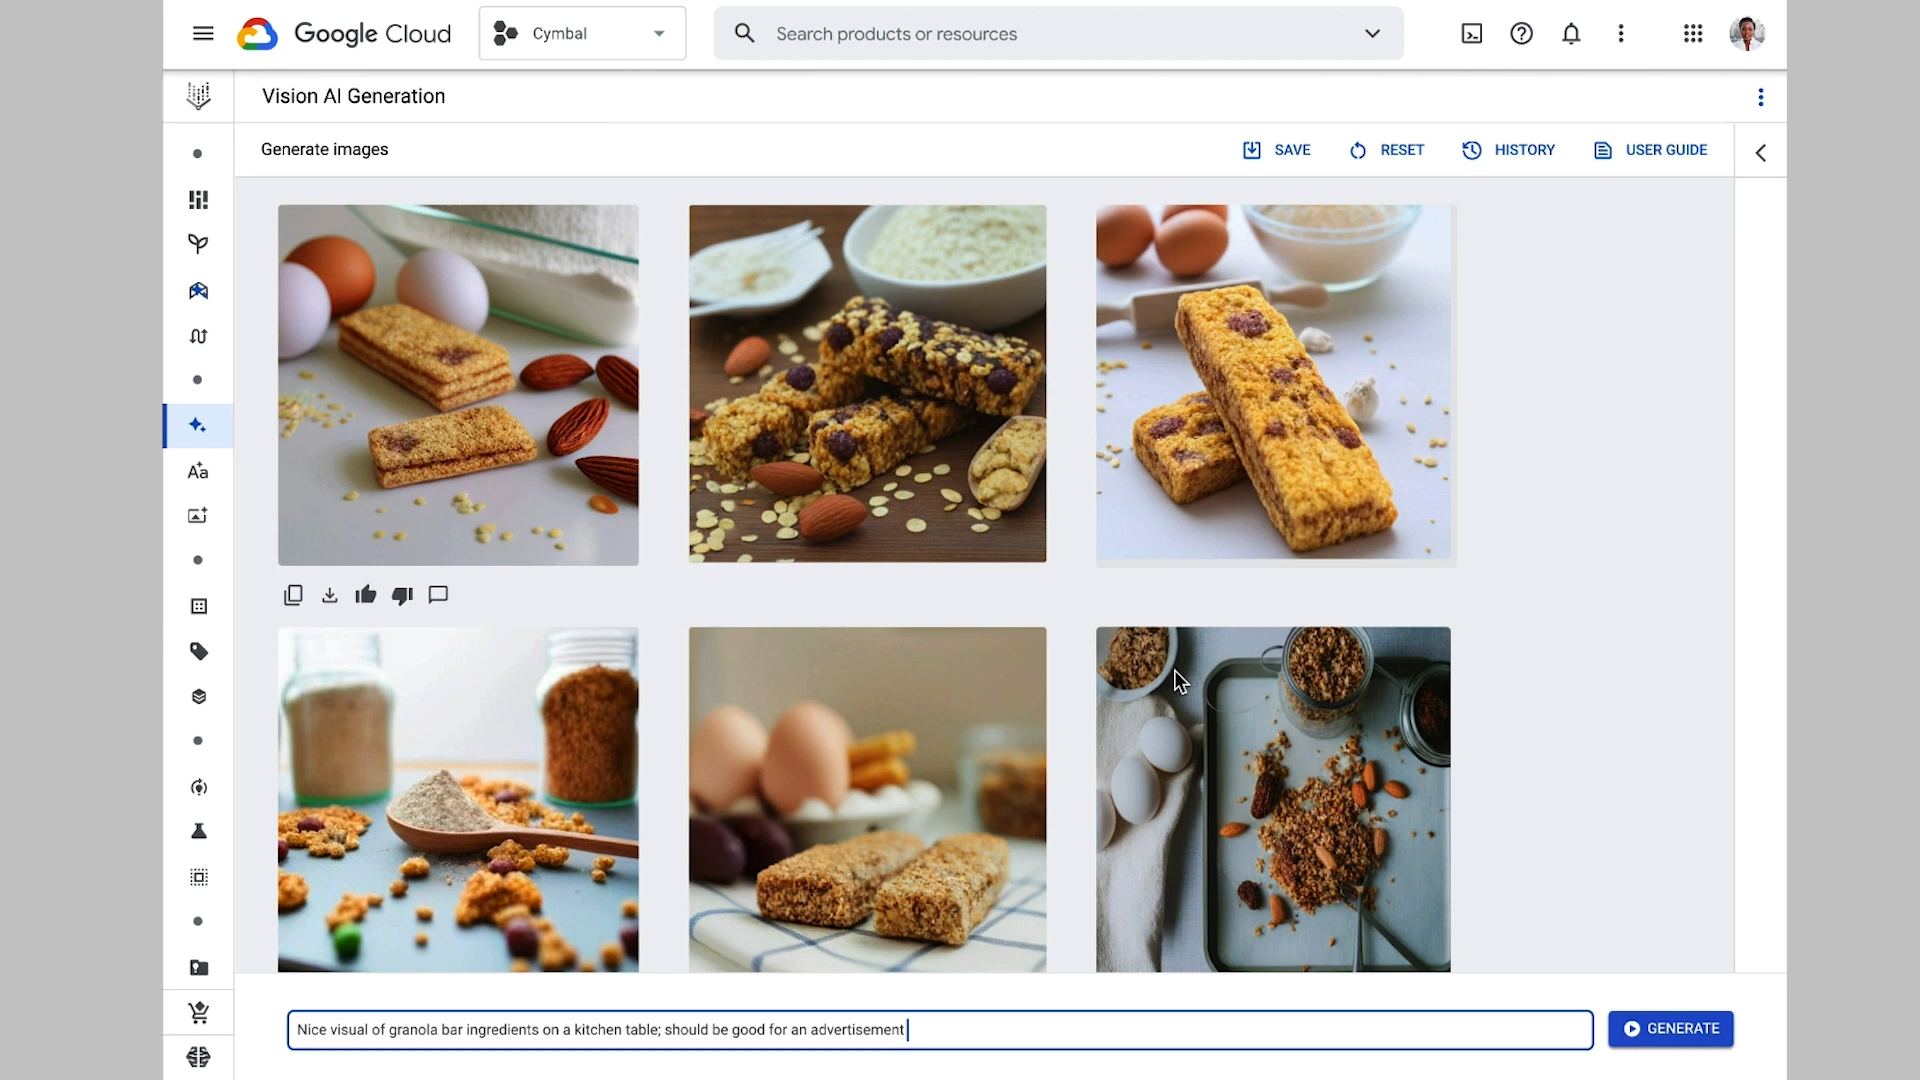 Google Cloud
Cymbal
Search products or resources
Vision AI Generation
Generate images
SAVE
RESET
HISTORY
USER GUIDE
Nice visual of granola bar ingredients on a kitchen table; should be good for an advertisement
GENERATE